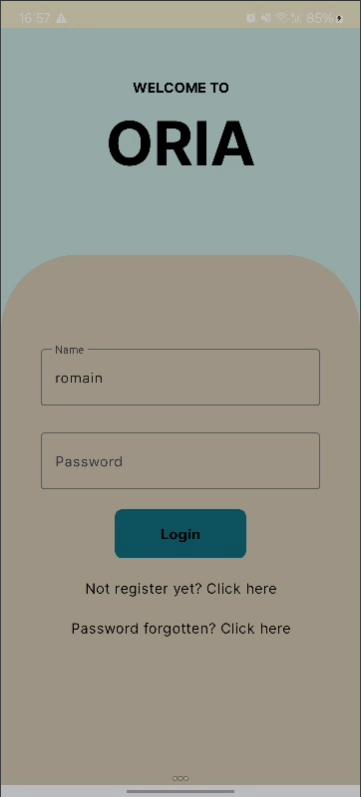 16:57
85%
WELCOME TO
ORIA
Name
romain
Password
Login
Not register yet? Click here
Password forgotten? Click here